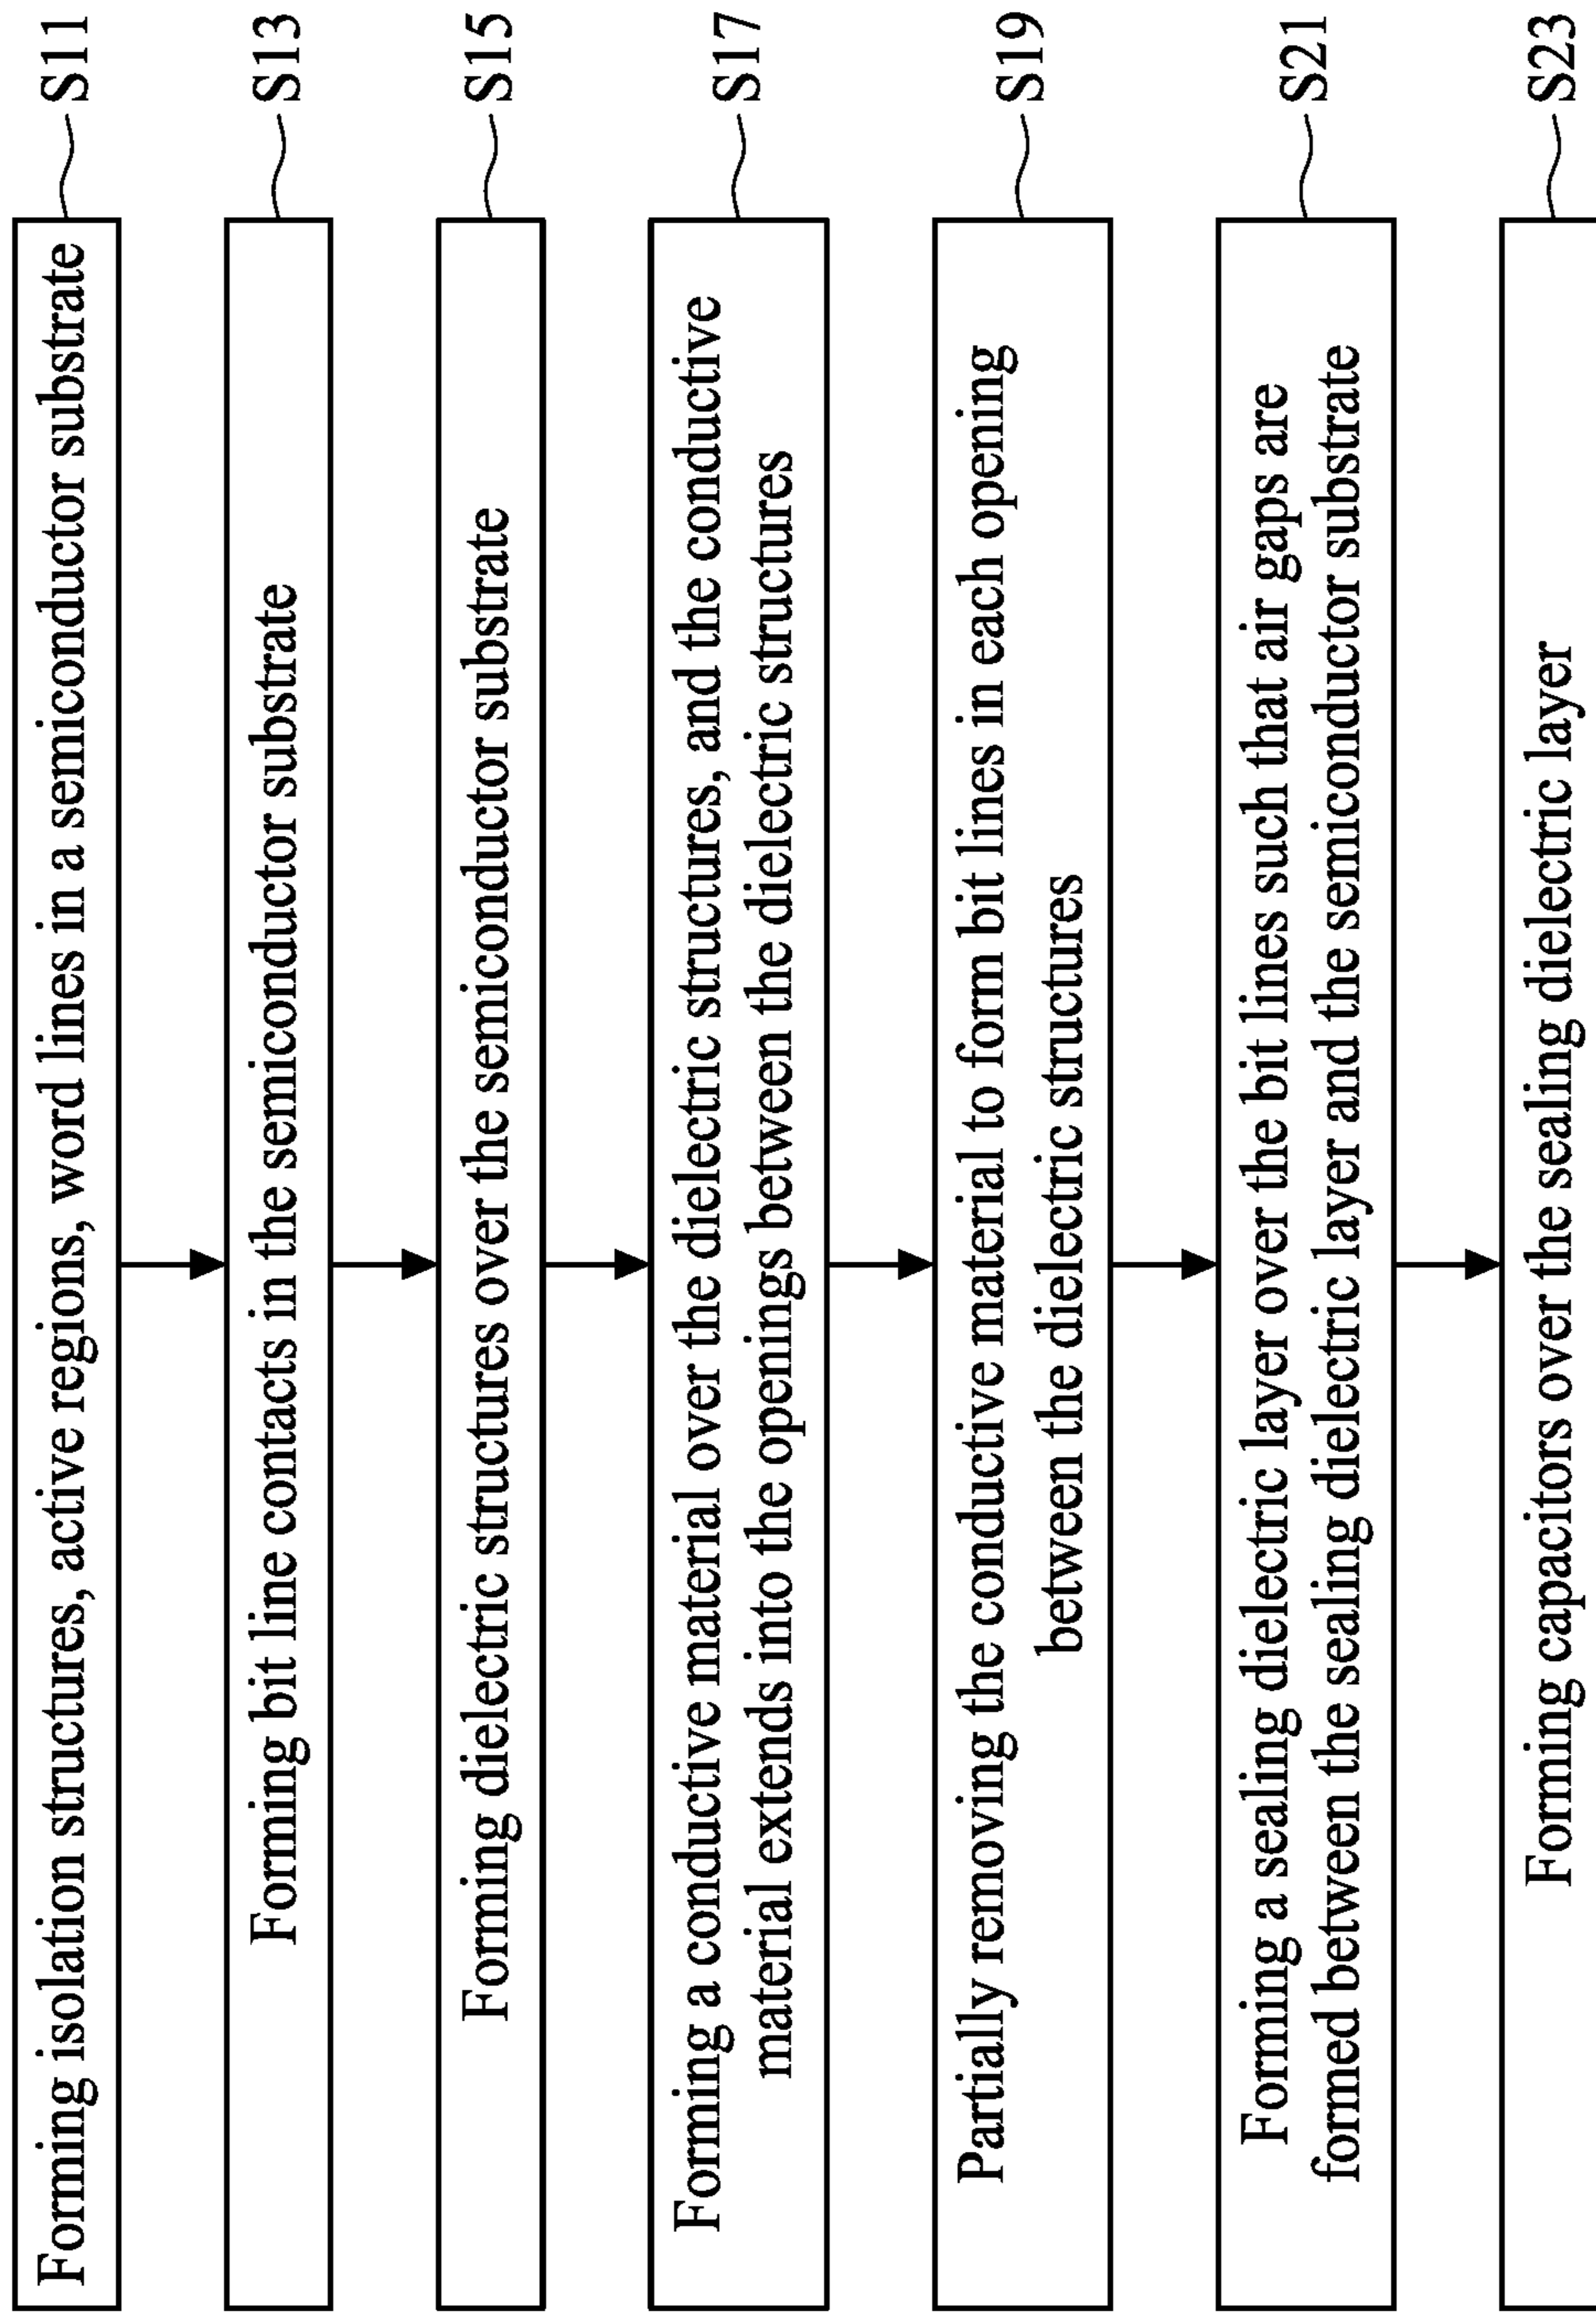 Forming isolation structures, active regions, word lines in a semiconductor substrate
S11
Forming bit line contacts in the semiconductor substrate
S13
Forming dielectric structures over the semiconductor substrate
S15
Forming a conductive material over the dielectric structures, and the conductive
material extends into the openings between the dielectric structures
S17
Partially removing the conductive material to form bit lines in each opening
between the dielectric structures
S19
Forming a sealing dielectric layer over the bit lines such that air gaps are
formed between the sealing dielectric layer and the semiconductor substrate
S21
Forming capacitors over the sealing dielectric layer
S23